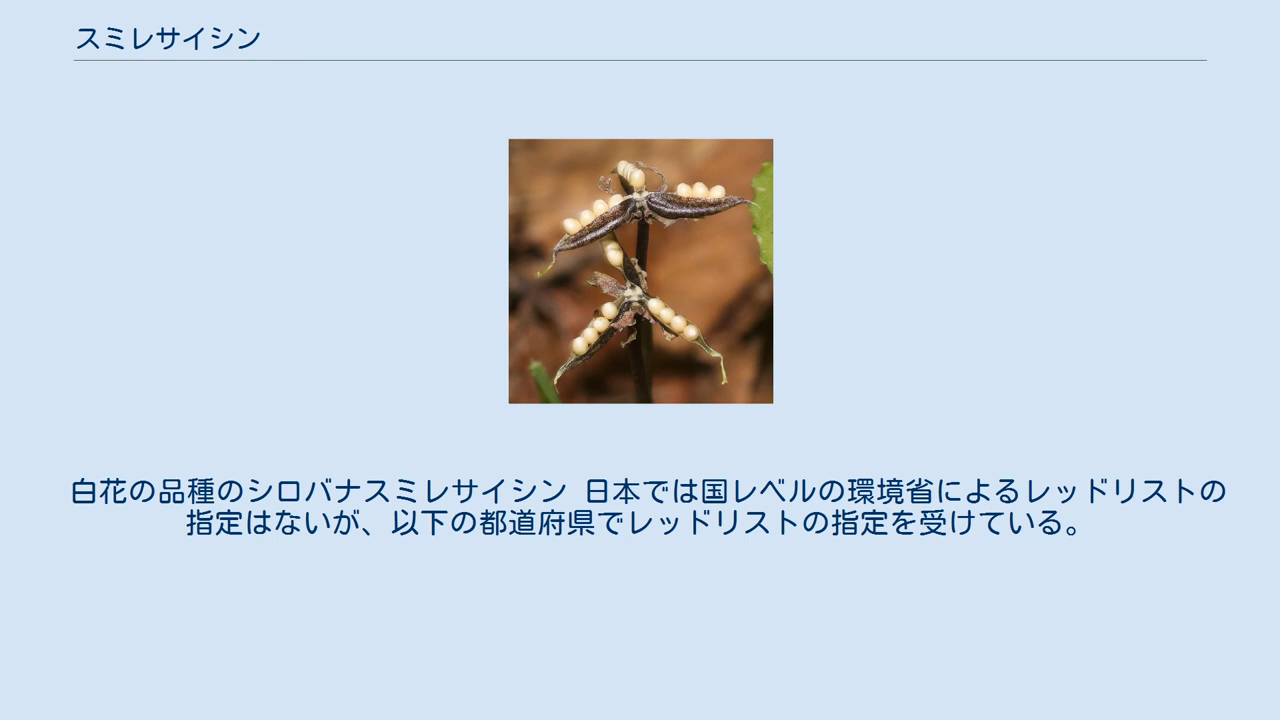 スミレサイシン
白花の品種のシロバナスミレサイシン 日本では国レベルの環境省によるレッドリストの
指定はないが、以下の都道府県でレッドリストの指定を受けている。